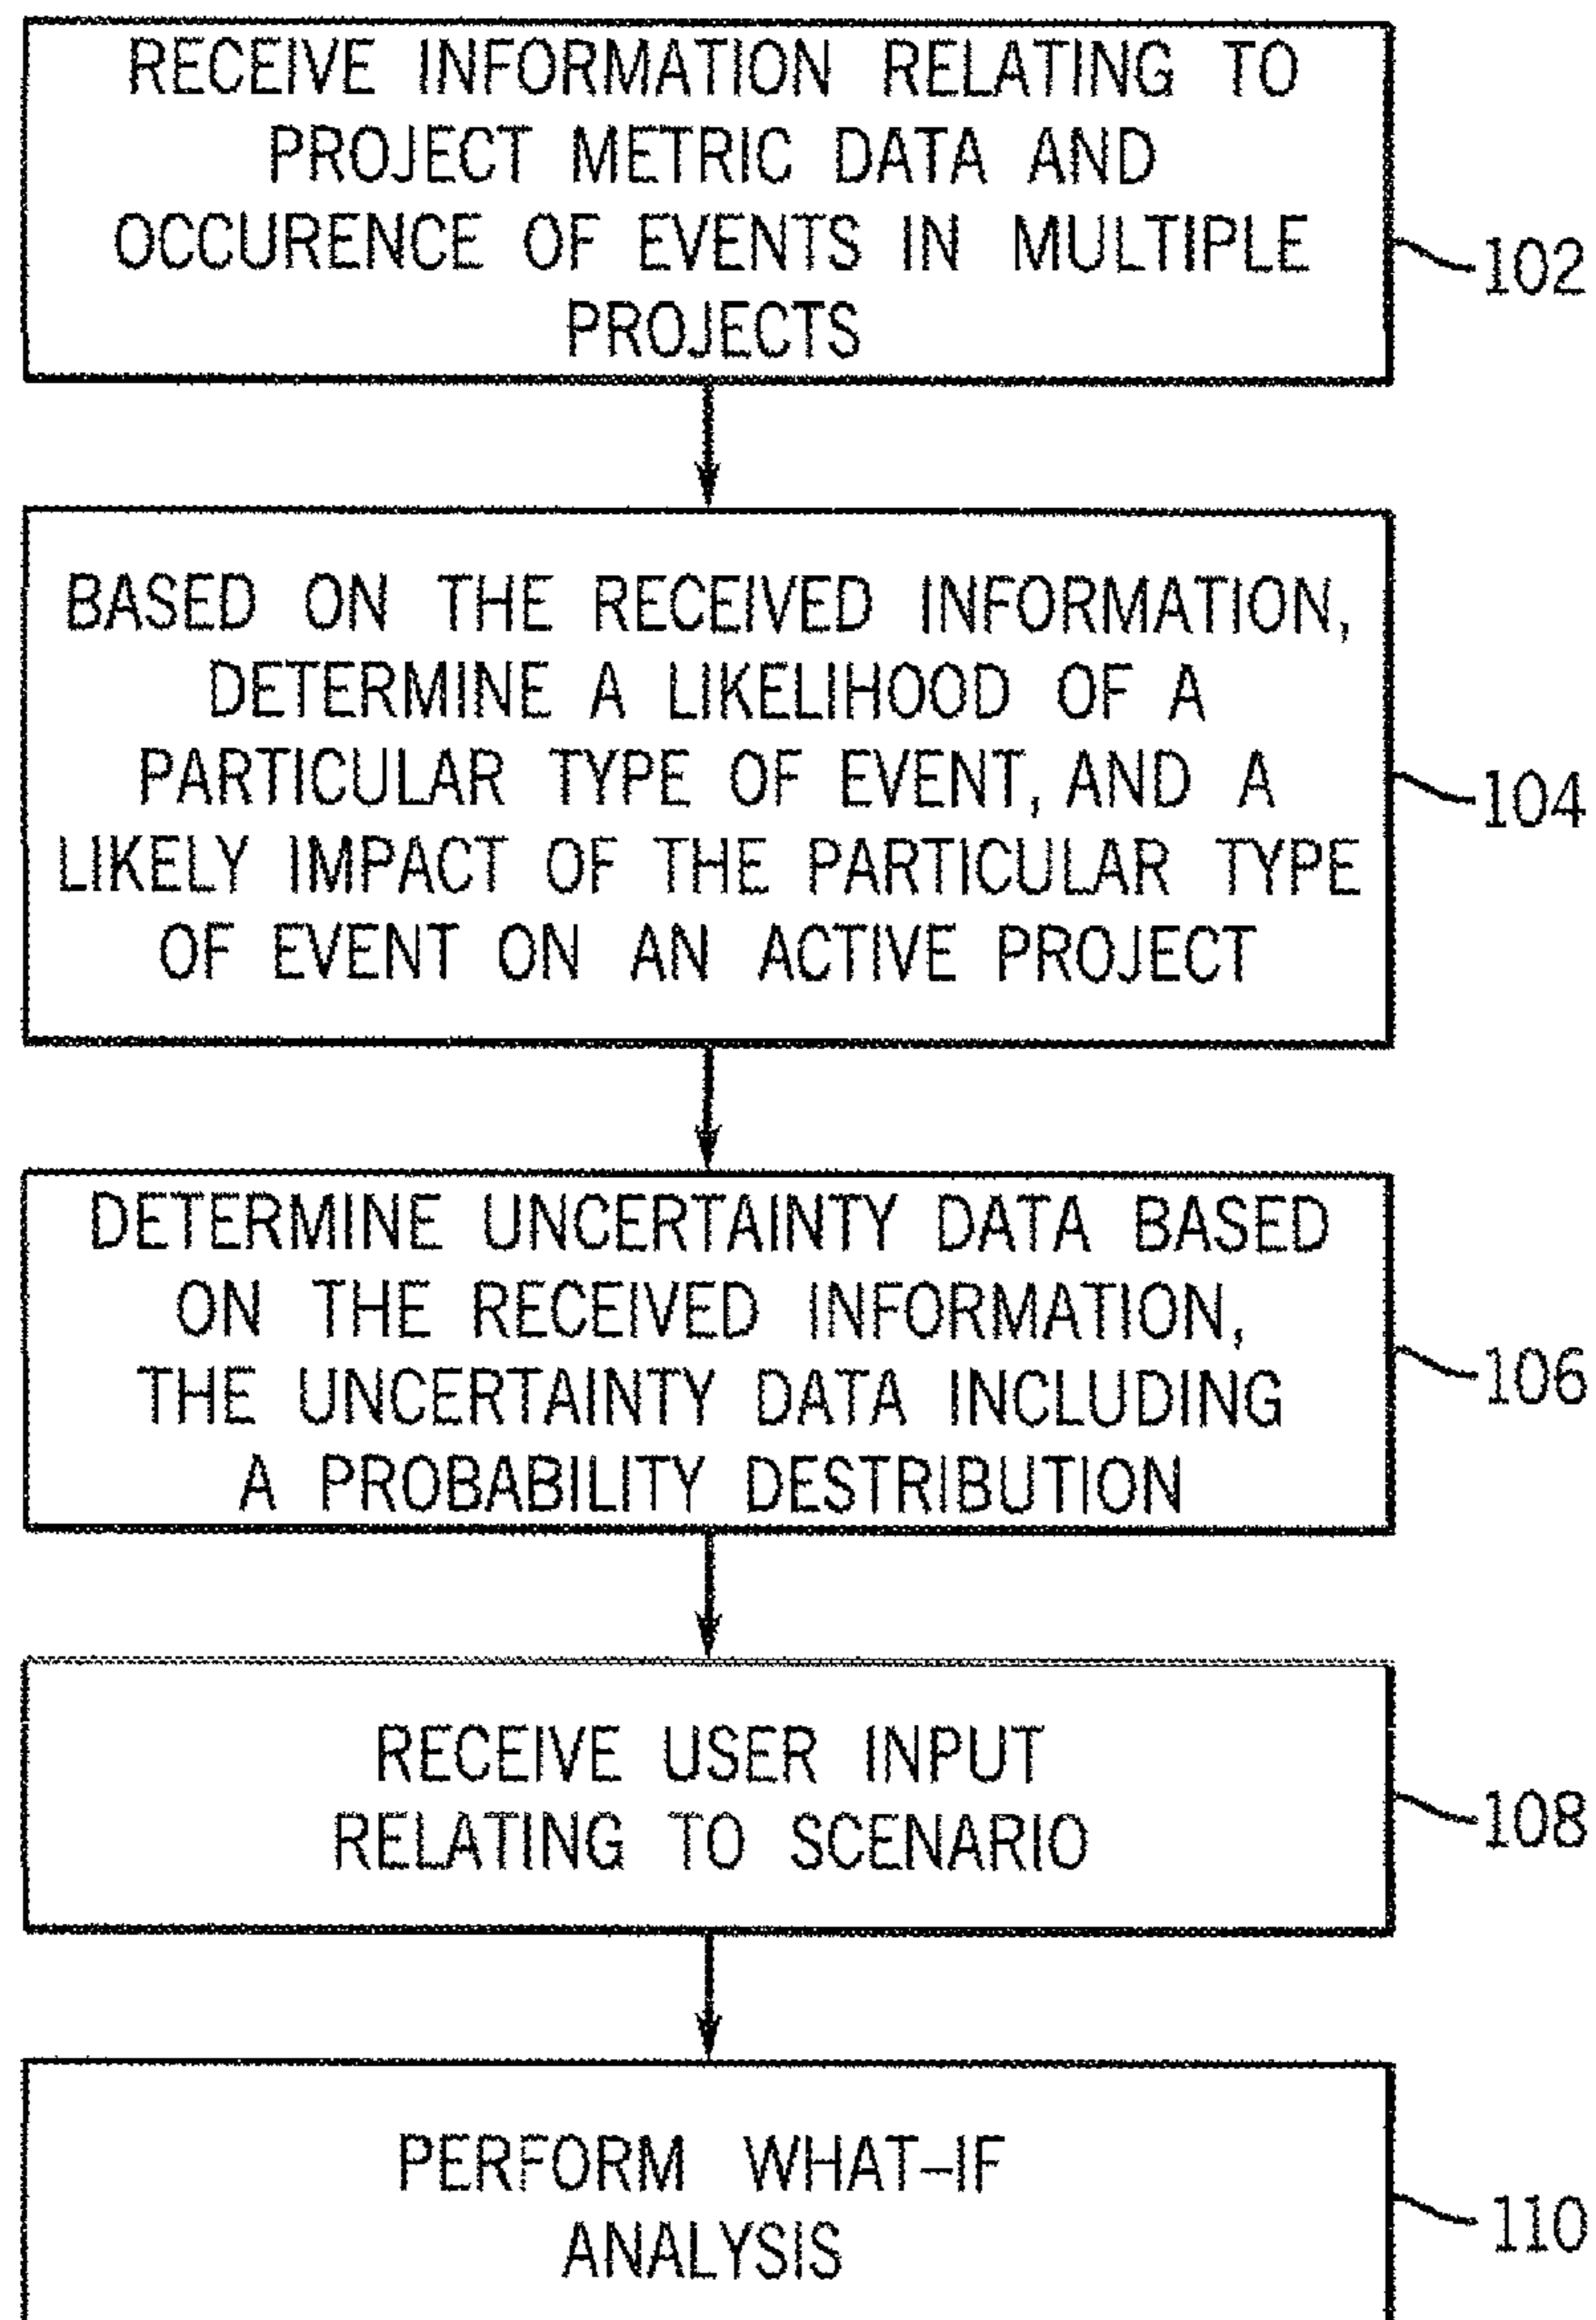 RECEIVE INFORMATION RELATING TO
PROJECT METRIC DATA AND
OCCURENCE OF EVENTS IN MULTIPLE
PROJECTS
102
BASED ON THE RECEIVED INFORMATION,
DETERMINE A LIKELIHOOD OF A
PARTICULAR TYPE OF EVENT, AND A
LIKELY IMPACT OF THE PARTICULAR TYPE
OF EVENT ON AN ACTIVE PROJECT
104
DETERMINE UNCERTAINTY DATA BASED
ON THE RECEIVED INFORMATION,
THE UNCERTAINTY DATA INCLUDING
A PROBABILITY DESTRIBUTION
106
RECEIVE USER INPUT
RELATING TO SCENARIO
108
PERFORM WHAT–IF
ANALYSIS
110